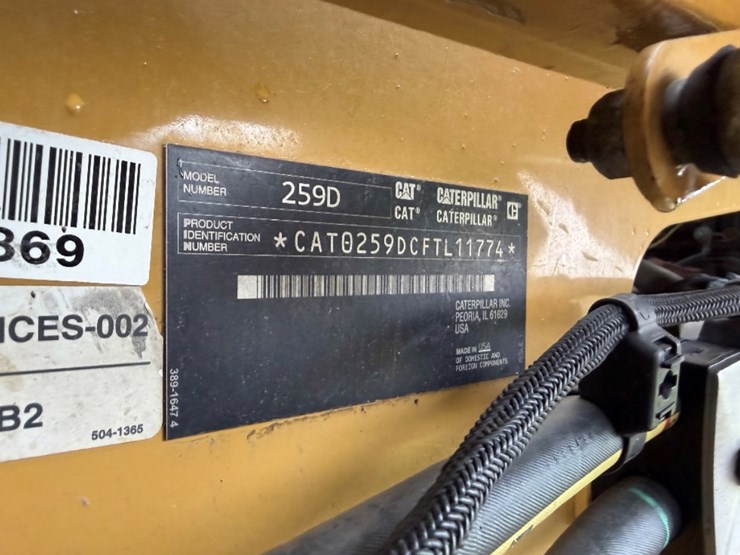 369
ICES-002
B2
504-1365
MODEL
NUMBER
259D
CAT® CATERPILLAR®
CAT® CATERPILLAR®
PRODUCT
IDENTIFICATION
NUMBER
*CAT0259DCFTL11774*
CATERPILLAR INC.
PEORIA, IL 61629
USA
MADE IN USA
OF DOMESTIC AND
FOREIGN COMPONENTS
389-1647 4